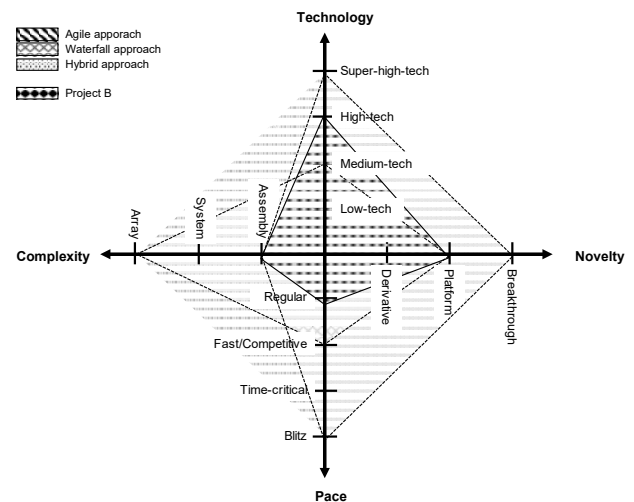 Technology
Agile apporach
Waterfall approach
Hybrid approach
Project B
Super-high-tech
High-tech
Medium-tech
Low-tech
Array
System
Assembly
Complexity
Novelty
Derivative
Platform
Breakthrough
Regular
Fast/Competitive
Time-critical
Blitz
Pace